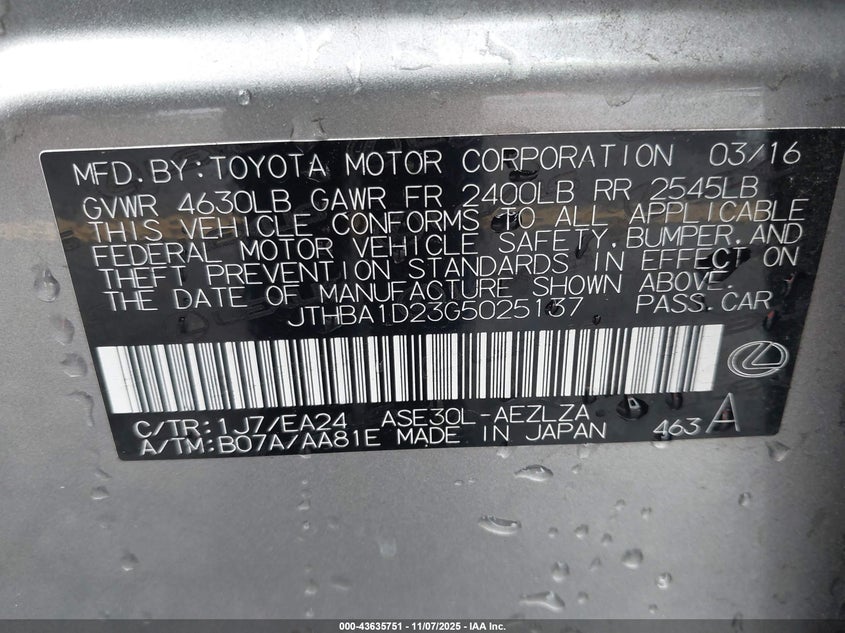 MFD. BY: TOYOTA MOTOR CORPORATION 03/16
GVWR 4630LB GAWR FR 2400LB RR 2545LB
THIS VEHICLE CONFORMS TO ALL APPLICABLE
FEDERAL MOTOR VEHICLE SAFETY, BUMPER, AND
THEFT PREVENTION STANDARDS IN EFFECT ON
THE DATE OF MANUFACTURE SHOWN ABOVE.
JTHBA1D23G5025137 PASS. CAR
C/TR: 1J7/EA24 ASE30L-AEZLZA
A/TM: B07A/AA81E MADE IN JAPAN 463 A
000-43635751 — 11/07/2025 — IAA Inc.